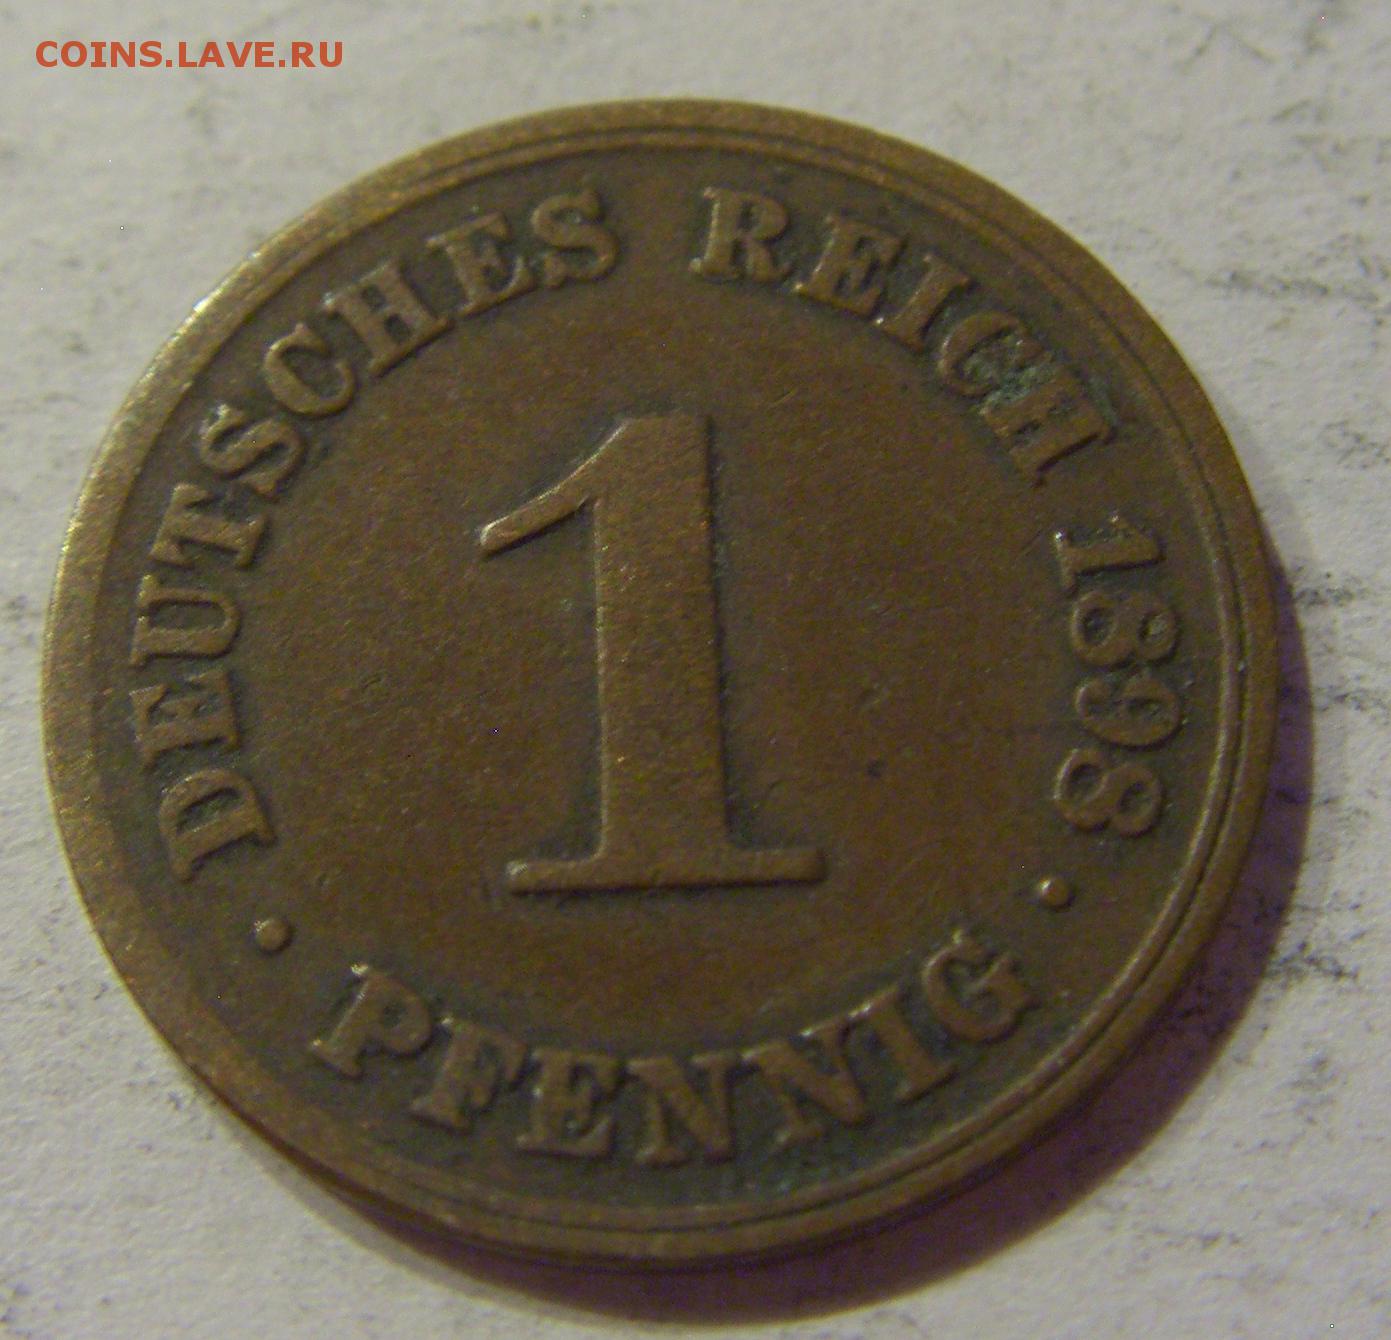 COINS.LAVE.RU
DEUTSCHES REICH 1898
1
• PFENNIG •